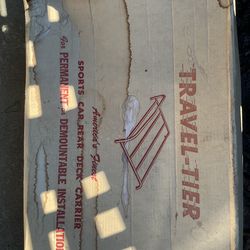 TRAVEL-TIER
America's Finest
SPORTS CAR REAR DECK CARRIER
for PERMANENT or DEMOUNTABLE INSTALLATION